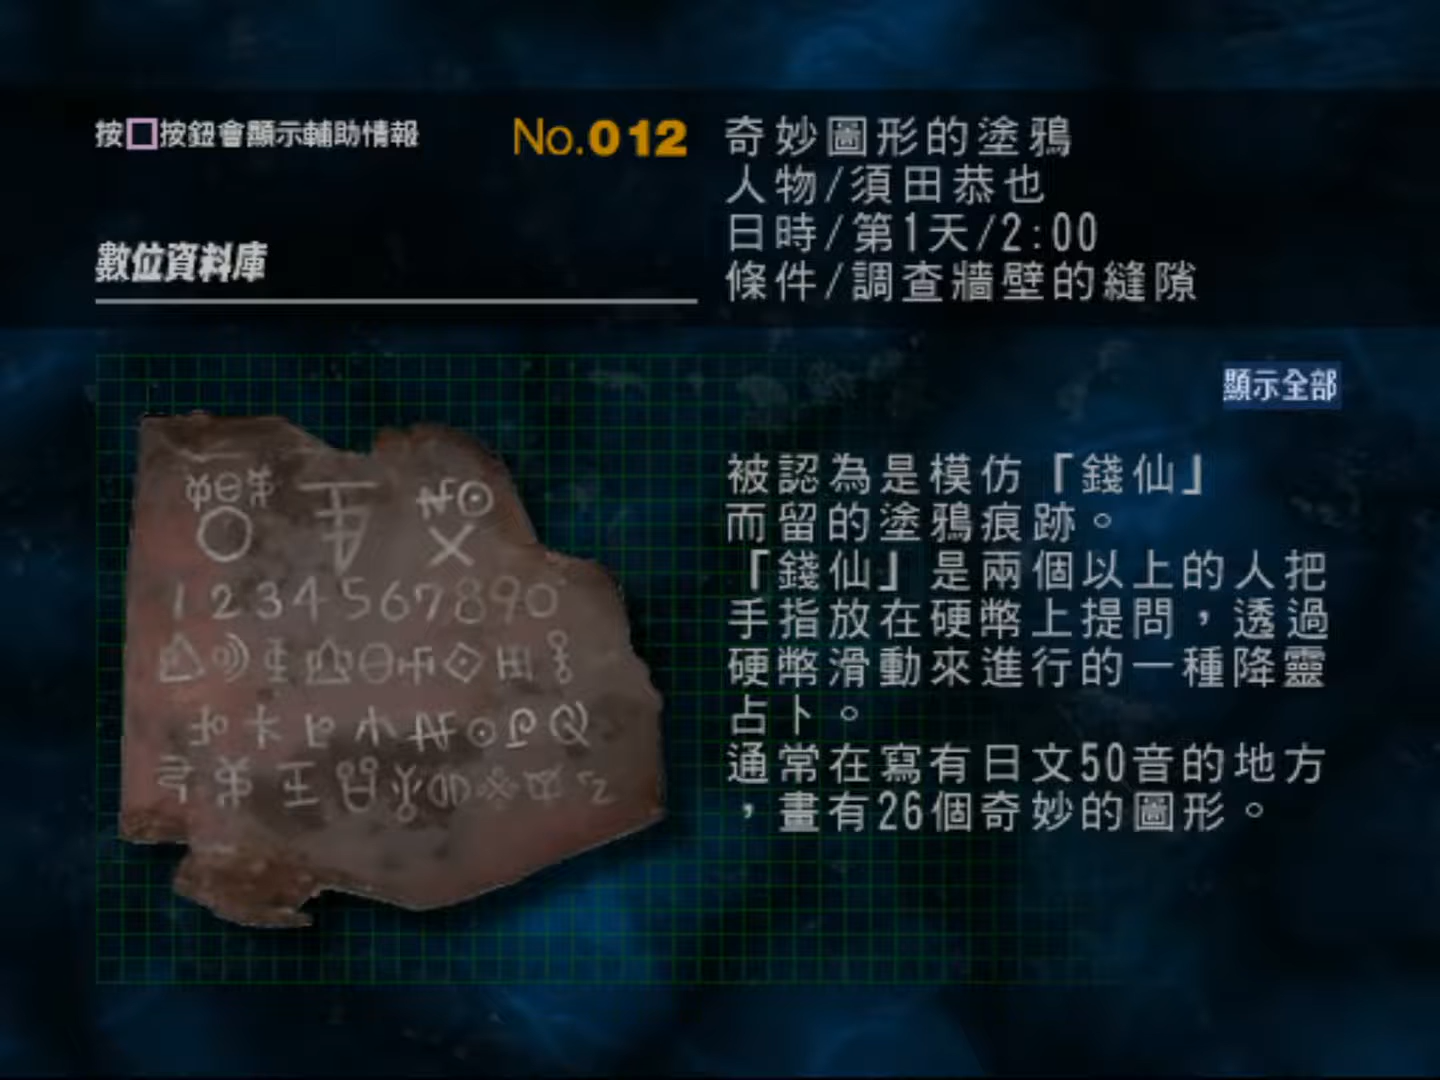 按□按鈕會顯示輔助情報
No.012
數位資料庫
奇妙圖形的塗鴉
人物/須田恭也
日時/第1天/2:00
條件/調查牆壁的縫隙
顯示全部
1234567890
被認為是模仿「錢仙」
而留的塗鴉痕跡。
「錢仙」是兩個以上的人把
手指放在硬幣上提問，透過
硬幣滑動來進行的一種降靈
占卜。
通常在寫有日文50音的地方
，畫有26個奇妙的圖形。